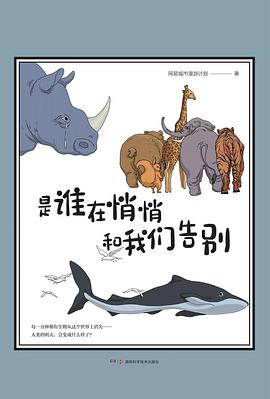 网易城市漫游计划 著
是谁在悄悄
和我们告别
每一分钟都有生物从这个世界上消失——
人类的明天，会变成什么样子？
湖南科学技术出版社